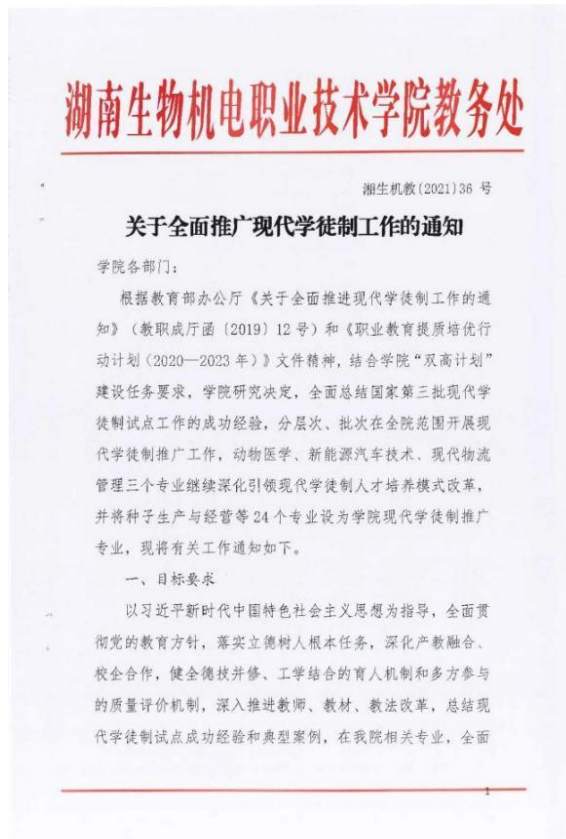 湖南生物机电职业技术学院教务处
湘生机教〔2021〕36 号
关于全面推广现代学徒制工作的通知
学院各部门：
根据教育部办公厅《关于全面推进现代学徒制工作的通
知》（教职成厅函〔2019〕12 号）和《职业教育提质培优行
动计划（2020—2023 年）》文件精神，结合学院“双高计划”
建设任务要求，学院研究决定，全面总结国家第三批现代学
徒制试点工作的成功经验，分层次、批次在全院范围开展现
代学徒制推广工作，动物医学、新能源汽车技术、现代物流
管理三个专业继续深化引领现代学徒制人才培养模式改革，
并将种子生产与经营等 24 个专业设为学院现代学徒制推广
专业，现将有关工作通知如下。
一、目标要求
以习近平新时代中国特色社会主义思想为指导，全面贯
彻党的教育方针，落实立德树人根本任务，深化产教融合、
校企合作，健全德技并修、工学结合的育人机制和多方参与
的质量评价机制，深入推进教师、教材、教法改革，总结现
代学徒制试点成功经验和典型案例，在我院相关专业，全面
1